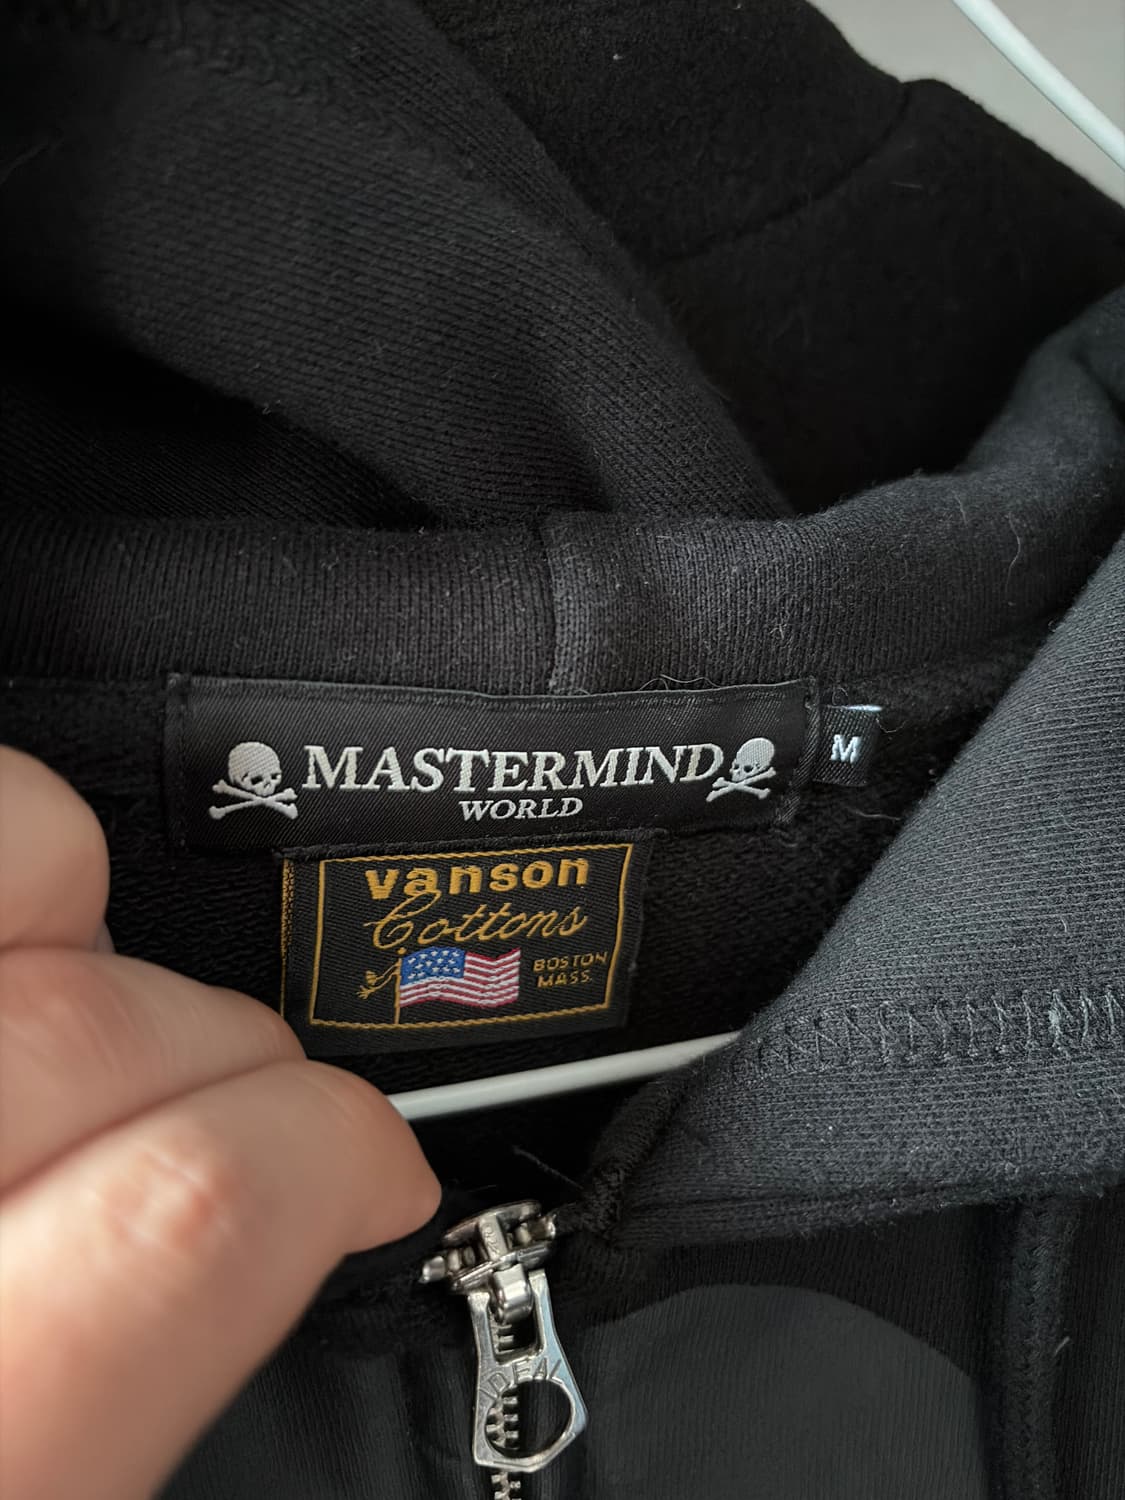 MASTERMIND
WORLD
M
vanson
Cottons
BOSTON
MASS.
IDEAL